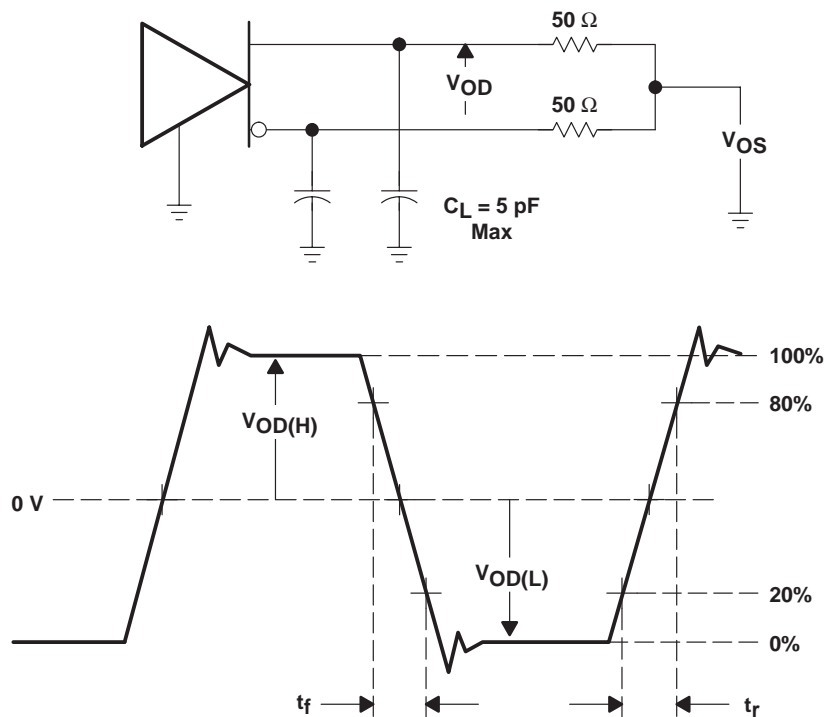 50 Ω
VOD
50 Ω
VOS
CL = 5 pF
Max
100%
80%
VOD(H)
0 V
VOD(L)
20%
0%
tf
tr